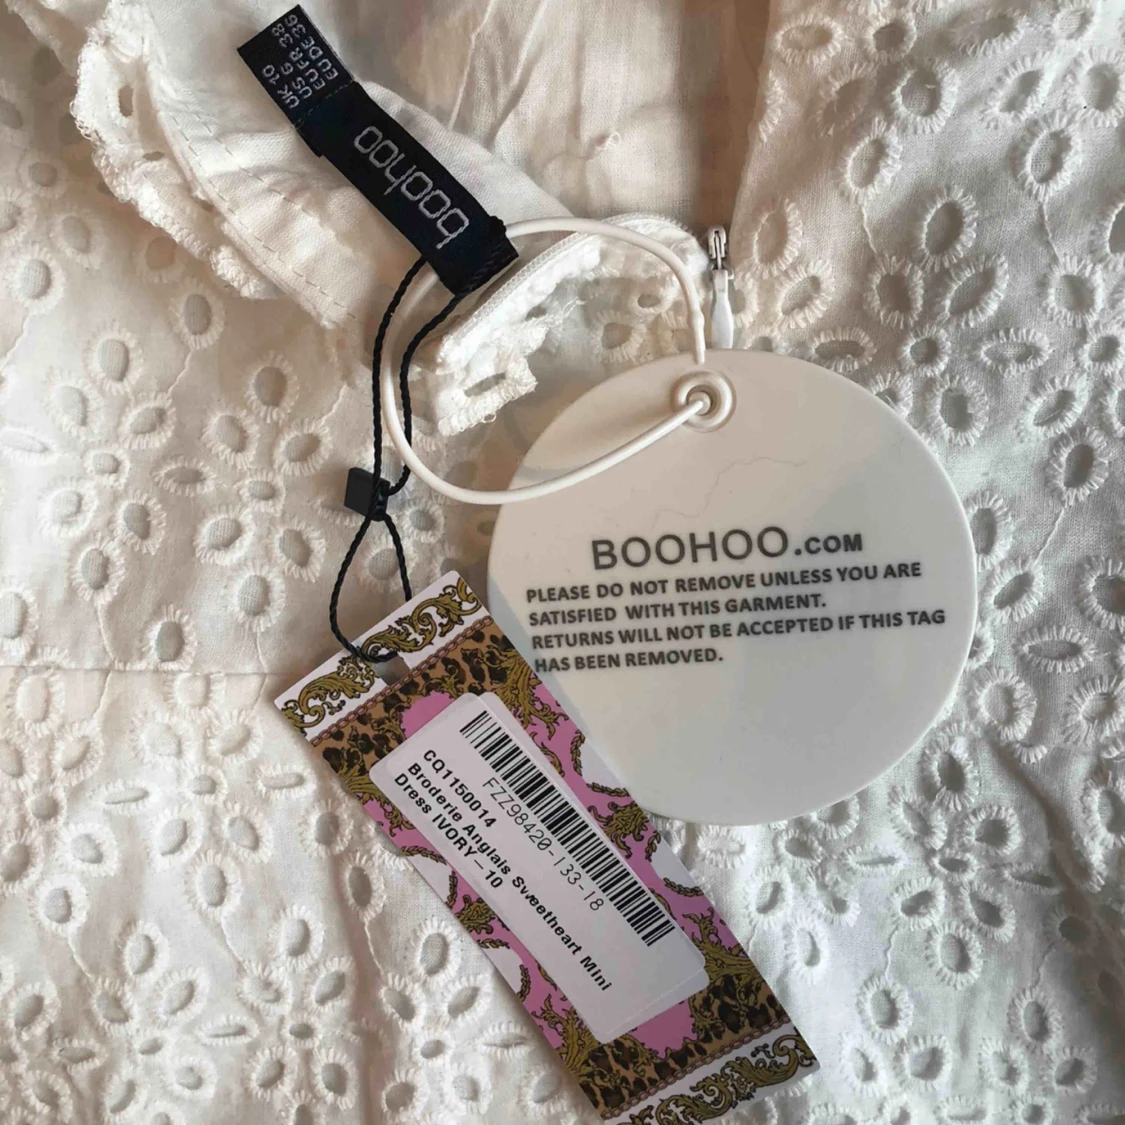 UK 10
US 6
EU FR 38
EU DE 36
boohoo
BOOHOO.COM
PLEASE DO NOT REMOVE UNLESS YOU ARE
SATISFIED WITH THIS GARMENT.
RETURNS WILL NOT BE ACCEPTED IF THIS TAG
HAS BEEN REMOVED.
FZZ98420-133-18
CQ1150014
Broderie Anglais Sweetheart Mini
Dress IVORY - 10